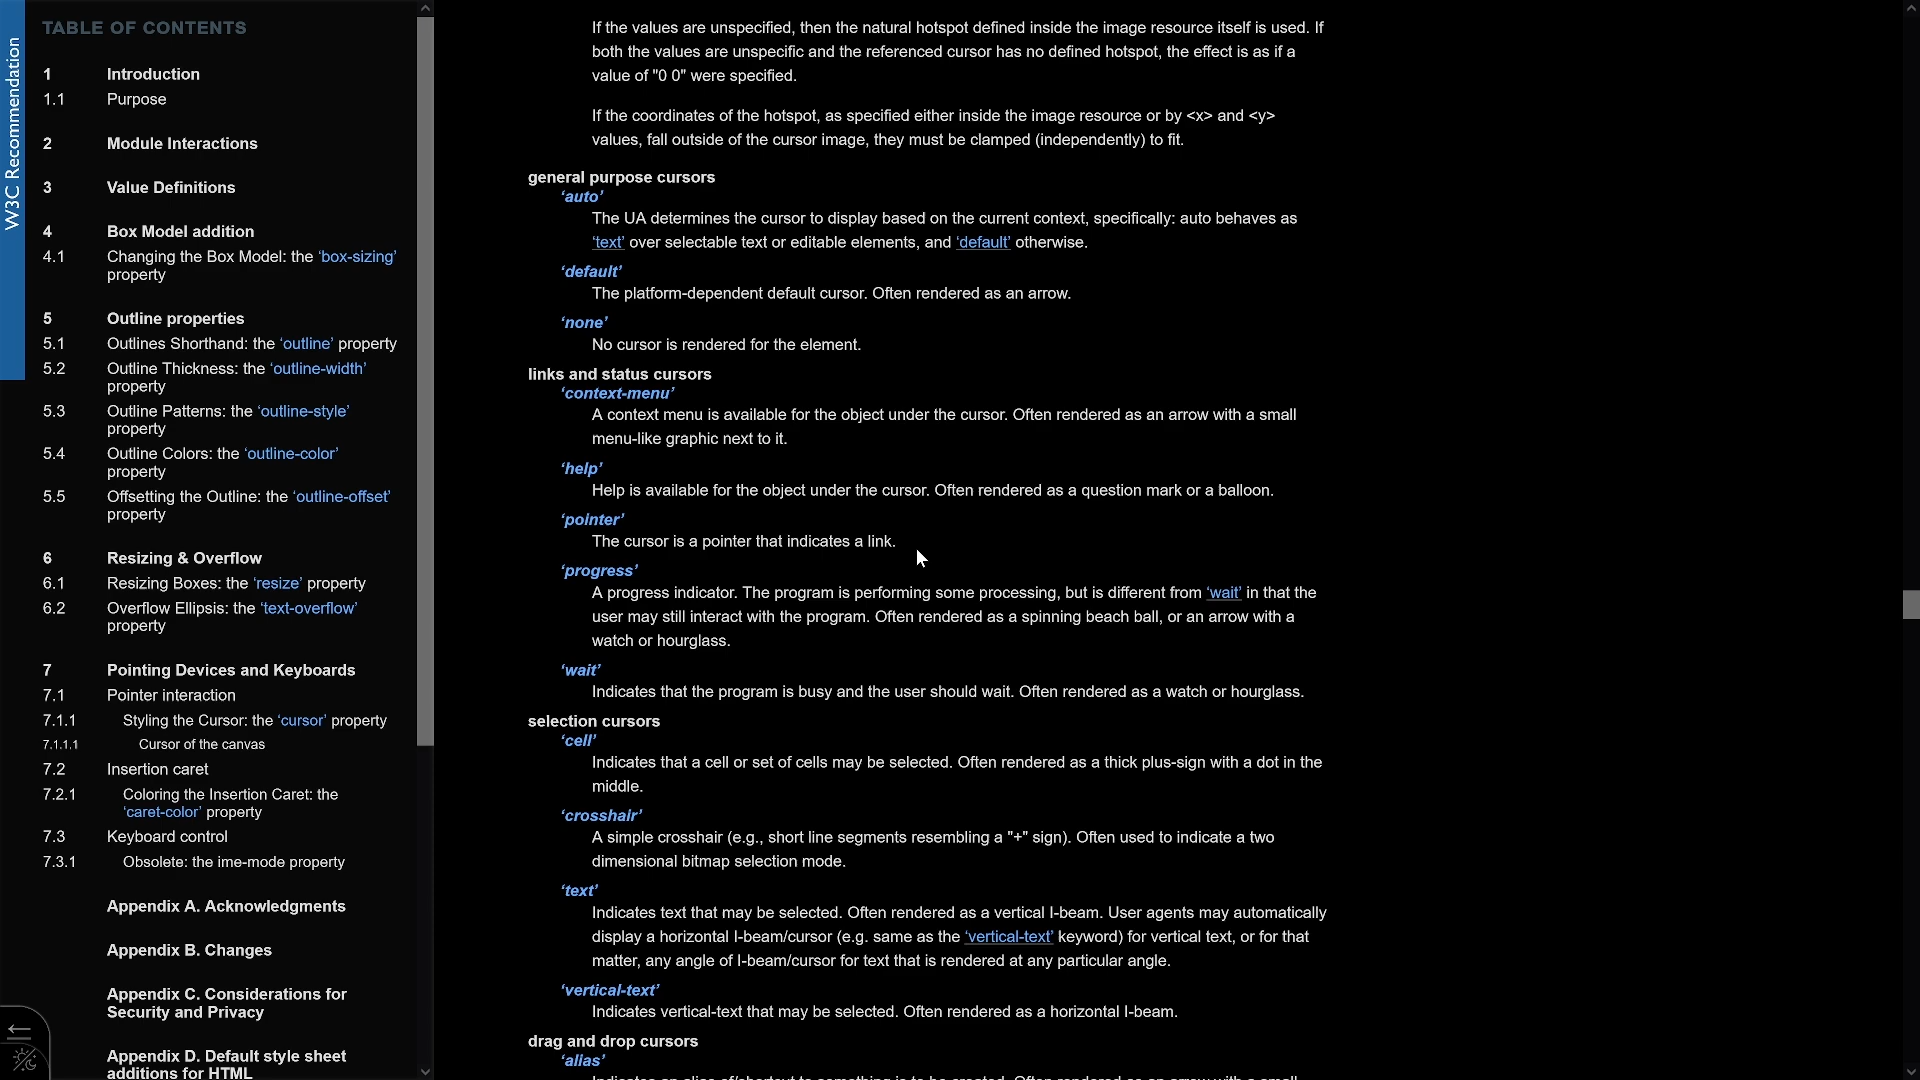 W3C Recommendation
TABLE OF CONTENTS
1 Introduction
1.1 Purpose
2 Module Interactions
3 Value Definitions
4 Box Model addition
4.1 Changing the Box Model: the ‘box-sizing’
property
5 Outline properties
5.1 Outlines Shorthand: the ‘outline’ property
5.2 Outline Thickness: the ‘outline-width’
property
5.3 Outline Patterns: the ‘outline-style’
property
5.4 Outline Colors: the ‘outline-color’
property
5.5 Offsetting the Outline: the ‘outline-offset’
property
6 Resizing & Overflow
6.1 Resizing Boxes: the ‘resize’ property
6.2 Overflow Ellipsis: the ‘text-overflow’
property
7 Pointing Devices and Keyboards
7.1 Pointer interaction
7.1.1 Styling the Cursor: the ‘cursor’ property
7.1.1.1 Cursor of the canvas
7.2 Insertion caret
7.2.1 Coloring the Insertion Caret: the
‘caret-color’ property
7.3 Keyboard control
7.3.1 Obsolete: the ime-mode property
Appendix A. Acknowledgments
Appendix B. Changes
Appendix C. Considerations for
Security and Privacy
Appendix D. Default style sheet
additions for HTML
If the values are unspecified, then the natural hotspot defined inside the image resource itself is used. If
both the values are unspecific and the referenced cursor has no defined hotspot, the effect is as if a
value of "0 0" were specified.
If the coordinates of the hotspot, as specified either inside the image resource or by <x> and <y>
values, fall outside of the cursor image, they must be clamped (independently) to fit.
general purpose cursors
‘auto’
The UA determines the cursor to display based on the current context, specifically: auto behaves as
‘text’ over selectable text or editable elements, and ‘default’ otherwise.
‘default’
The platform-dependent default cursor. Often rendered as an arrow.
‘none’
No cursor is rendered for the element.
links and status cursors
‘context-menu’
A context menu is available for the object under the cursor. Often rendered as an arrow with a small
menu-like graphic next to it.
‘help’
Help is available for the object under the cursor. Often rendered as a question mark or a balloon.
‘pointer’
The cursor is a pointer that indicates a link.
‘progress’
A progress indicator. The program is performing some processing, but is different from ‘wait’ in that the
user may still interact with the program. Often rendered as a spinning beach ball, or an arrow with a
watch or hourglass.
‘wait’
Indicates that the program is busy and the user should wait. Often rendered as a watch or hourglass.
selection cursors
‘cell’
Indicates that a cell or set of cells may be selected. Often rendered as a thick plus-sign with a dot in the
middle.
‘crosshair’
A simple crosshair (e.g., short line segments resembling a "+" sign). Often used to indicate a two
dimensional bitmap selection mode.
‘text’
Indicates text that may be selected. Often rendered as a vertical I-beam. User agents may automatically
display a horizontal I-beam/cursor (e.g. same as the ‘vertical-text’ keyword) for vertical text, or for that
matter, any angle of I-beam/cursor for text that is rendered at any particular angle.
‘vertical-text’
Indicates vertical-text that may be selected. Often rendered as a horizontal I-beam.
drag and drop cursors
‘alias’